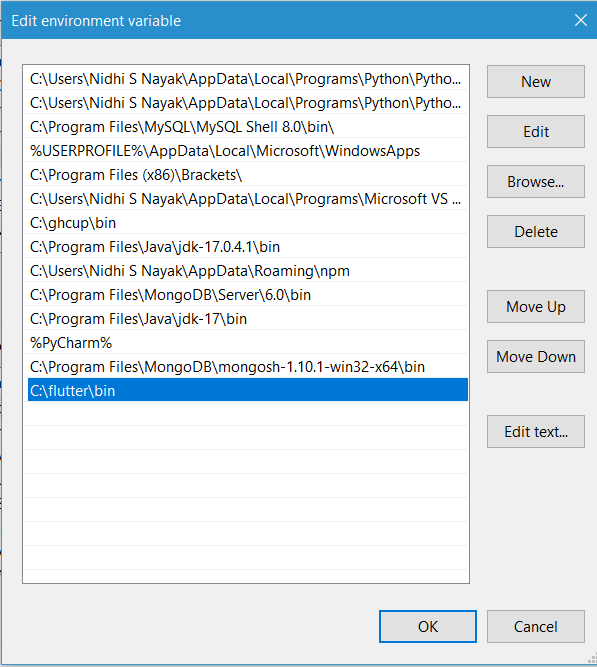 Edit environment variable
C:\Users\Nidhi S Nayak\AppData\Local\Programs\Python\Pytho...
C:\Users\Nidhi S Nayak\AppData\Local\Programs\Python\Pytho...
C:\Program Files\MySQL\MySQL Shell 8.0\bin\
%USERPROFILE%\AppData\Local\Microsoft\WindowsApps
C:\Program Files (x86)\Brackets\
C:\Users\Nidhi S Nayak\AppData\Local\Programs\Microsoft VS ...
C:\ghcup\bin
C:\Program Files\Java\jdk-17.0.4.1\bin
C:\Users\Nidhi S Nayak\AppData\Roaming\npm
C:\Program Files\MongoDB\Server\6.0\bin
C:\Program Files\Java\jdk-17\bin
%PyCharm%
C:\Program Files\MongoDB\mongosh-1.10.1-win32-x64\bin
C:\flutter\bin
New
Edit
Browse...
Delete
Move Up
Move Down
Edit text...
OK
Cancel